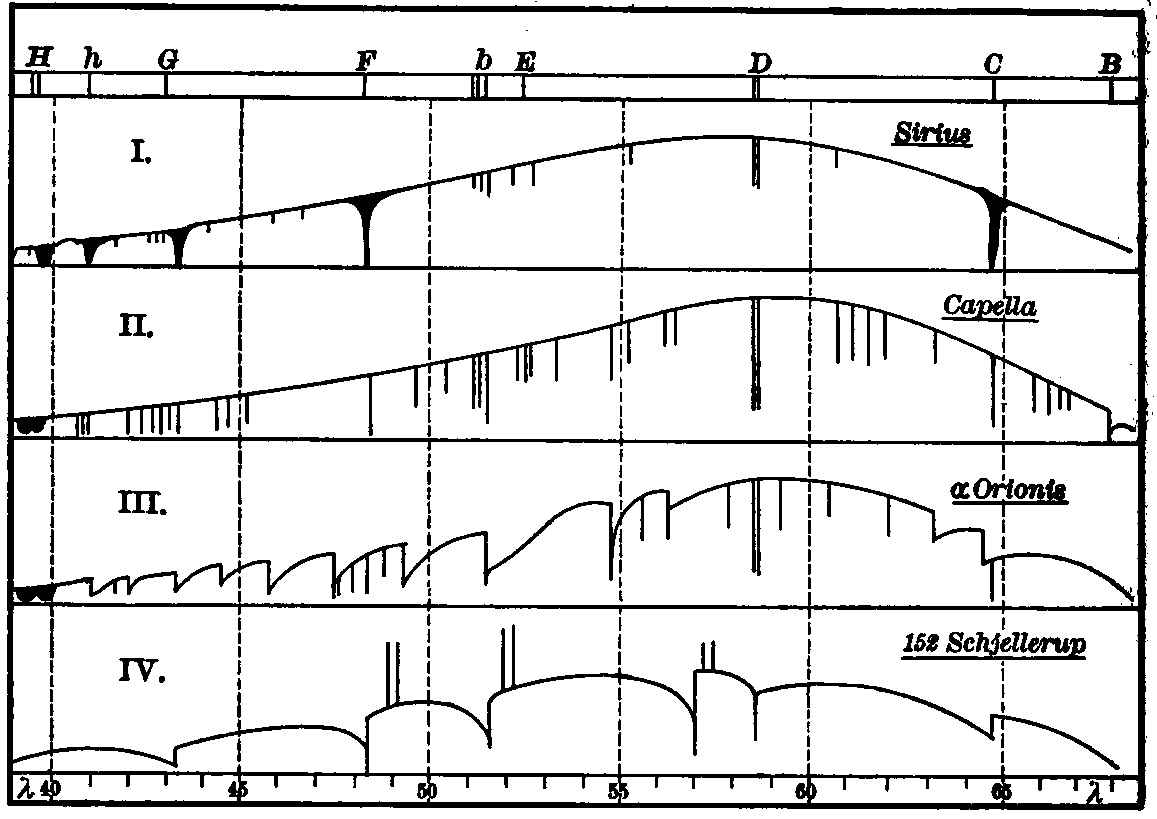 H h G F b E D C B
I. Sirius
II. Capella
III. α Orionis
IV. 152 Schjellerup
λ 40 45 50 55 60 65 λ